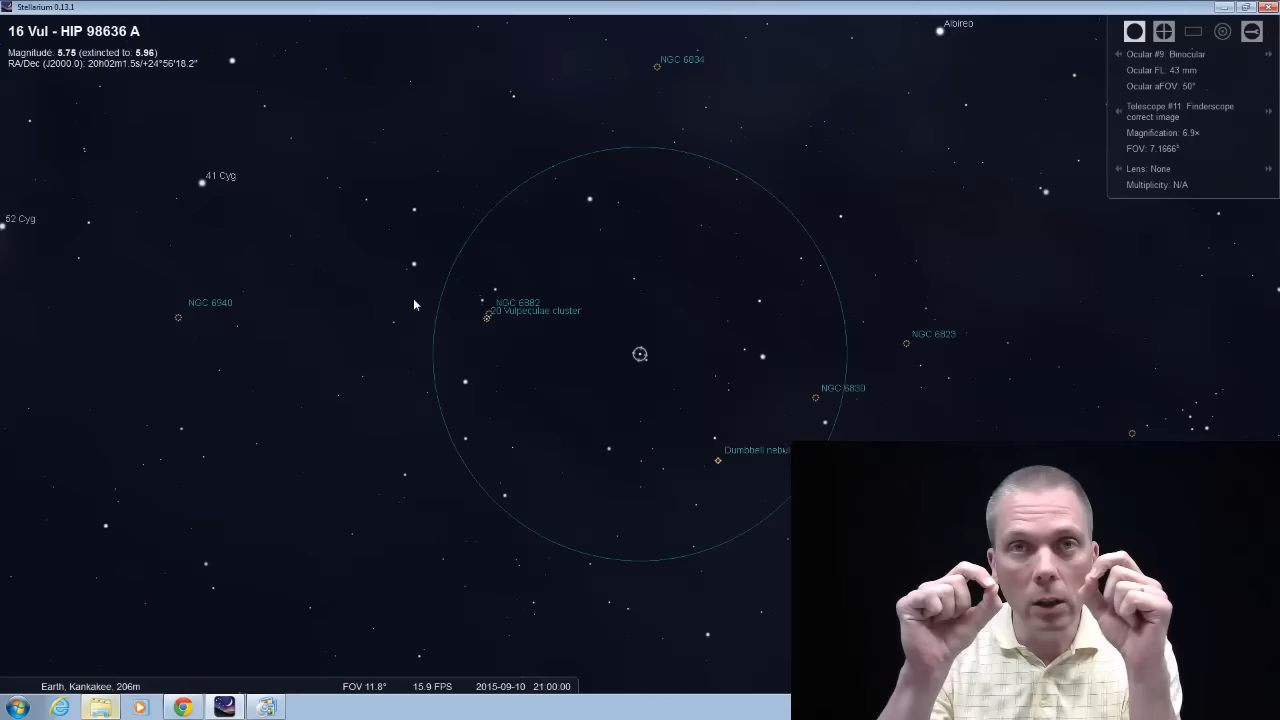 Stellarium 0.13.1
16 Vul - HIP 98636 A
Magnitude: 5.75 (extincted to: 5.96)
RA/Dec (J2000.0): 20h02m1.5s/+24°56'18.2"
Albireo
NGC 6834
Ocular #9: Binocular
Ocular FL: 43 mm
Ocular aFOV: 50°
Telescope #11: Finderscope
correct image
Magnification: 6.9×
FOV: 7.1666°
Lens: None
Multiplicity: N/A
41 Cyg
52 Cyg
NGC 6940
NGC 6882
20 Vulpeculae cluster
NGC 6823
NGC 6830
Dumbbell nebu
Earth, Kankakee, 206m
FOV 11.8°
15.9 FPS
2015-09-10 21:00:00